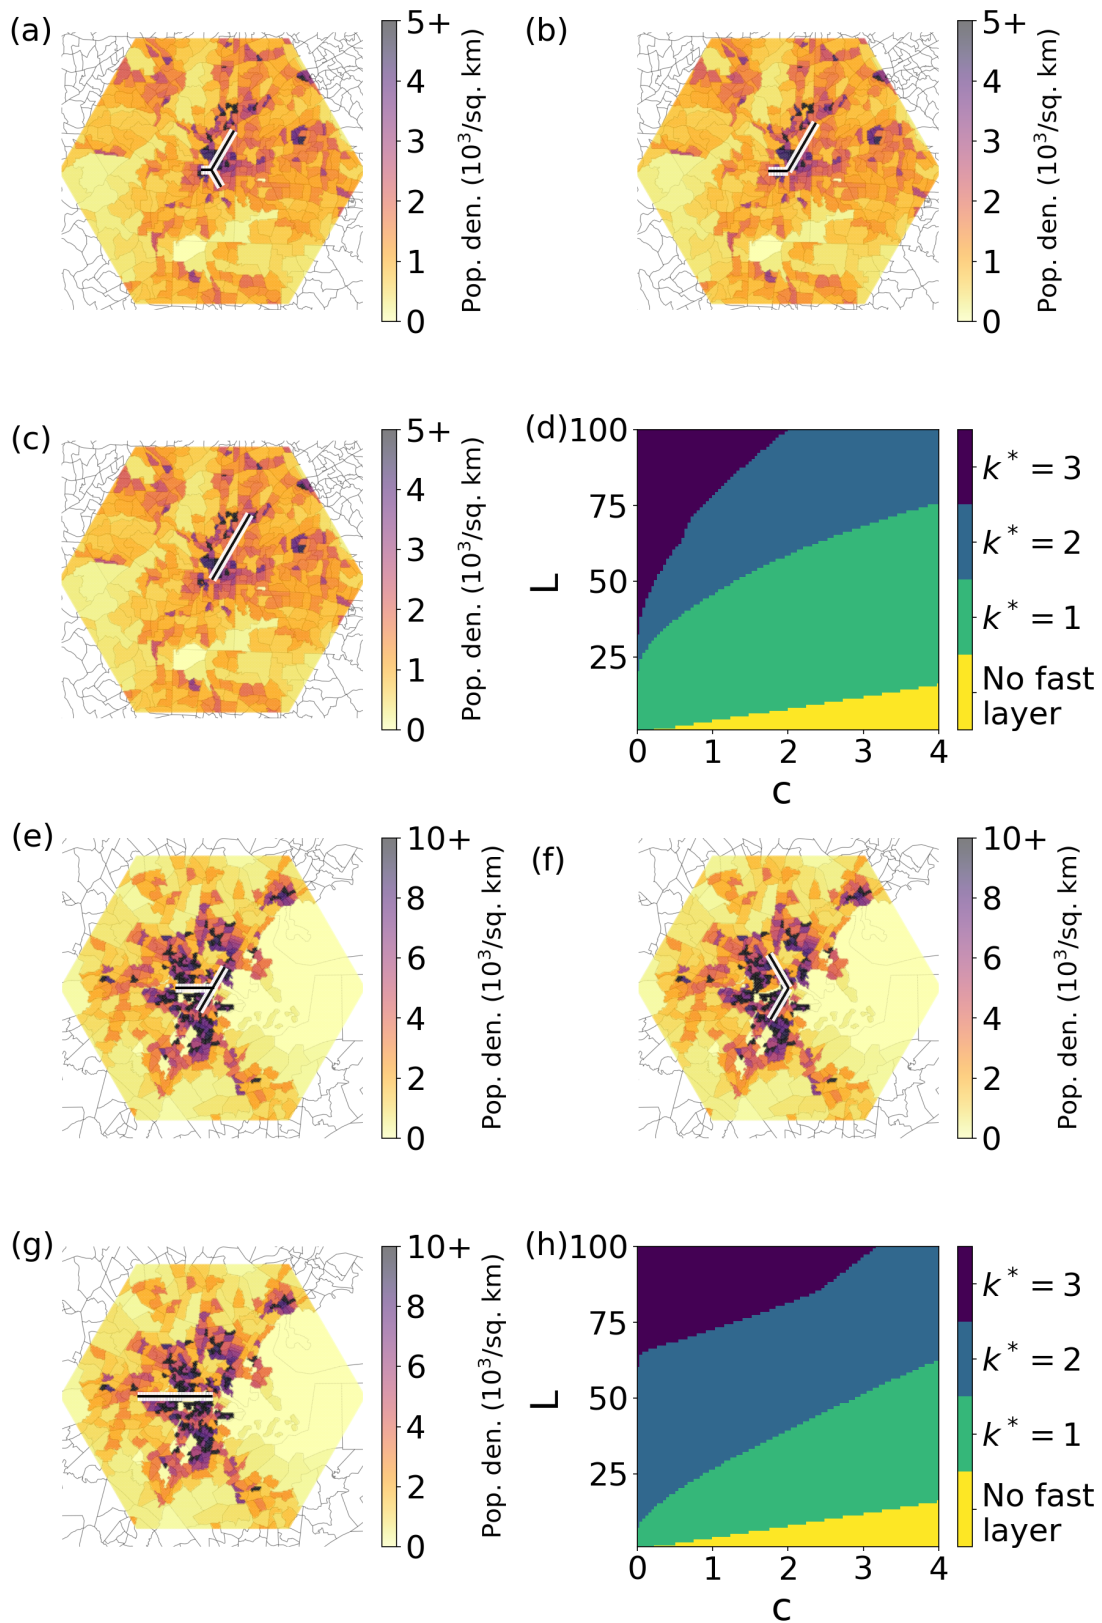 (a)
5+
4
3
2
1
0
Pop. den. (10³/sq. km)
(b)
5+
4
3
2
1
0
Pop. den. (10³/sq. km)
(c)
5+
4
3
2
1
0
Pop. den. (10³/sq. km)
(d)
100
75
50
25
L
0 1 2 3 4
c
k* = 3
k* = 2
k* = 1
No fast
layer
(e)
10+
8
6
4
2
0
Pop. den. (10³/sq. km)
(f)
10+
8
6
4
2
0
Pop. den. (10³/sq. km)
(g)
10+
8
6
4
2
0
Pop. den. (10³/sq. km)
(h)
100
75
50
25
L
0 1 2 3 4
c
k* = 3
k* = 2
k* = 1
No fast
layer